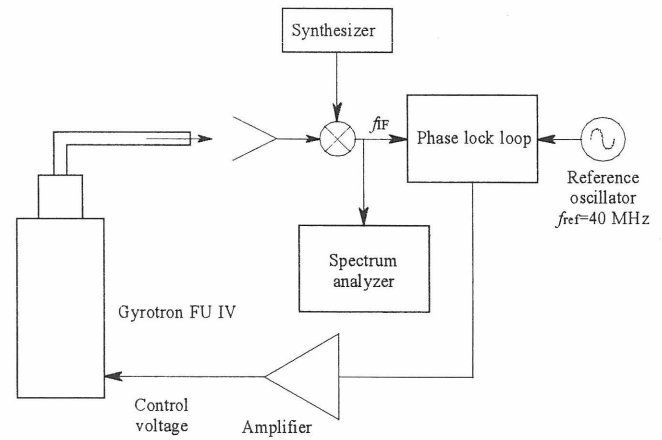 Synthesizer
fIF
Phase lock loop
Reference
oscillator
fref=40 MHz
Spectrum
analyzer
Gyrotron FU IV
Control
voltage
Amplifier